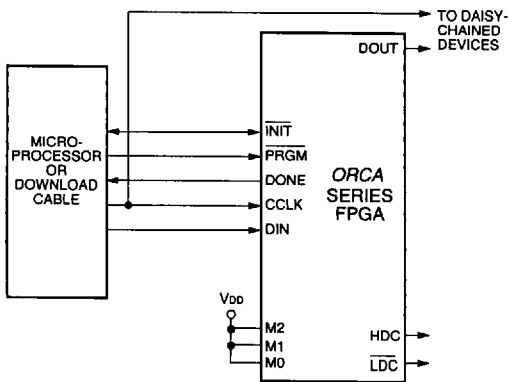 TO DAISY-
CHAINED
DEVICES
DOUT
MICRO-
PROCESSOR
OR
DOWNLOAD
CABLE
INIT
PRGM
DONE
CCLK
DIN
ORCA
SERIES
FPGA
VDD
M2
M1
M0
HDC
LDC